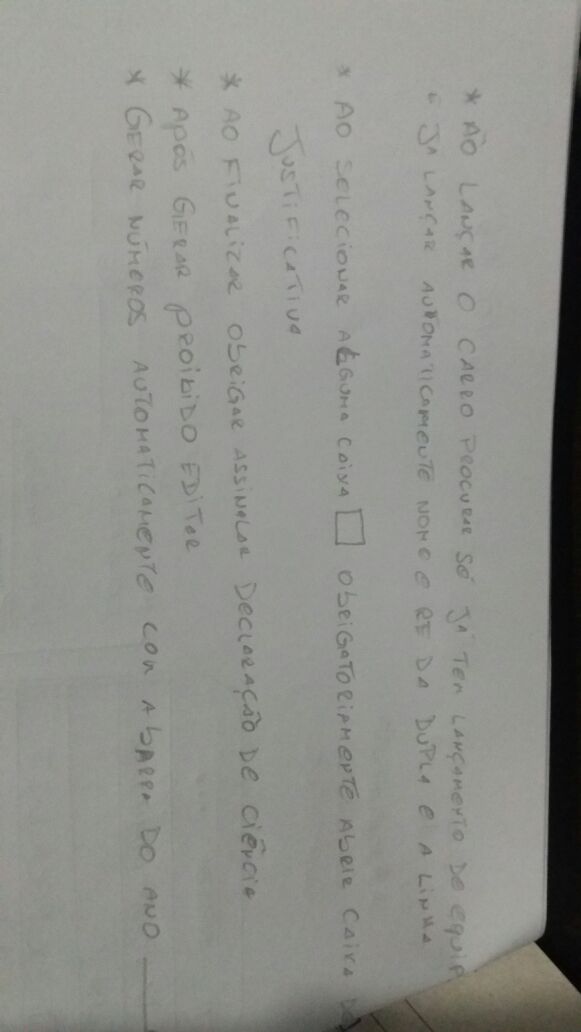 * AO LANÇAR O CARRO PROCURAR SÓ JÁ TEM LANÇAMENTO DE EQUIP
E JA LANÇAR AUTOMATICAMENTE NOME E RE DA DUPLA E A LINHA
* AO SELECIONAR ALGUMA CAIXA □ OBRIGATORIAMENTE ABRIR CAIXA DE
JUSTIFICATIVA
* AO FINALIZAR OBRIGAR ASSINALAR DECLARAÇÃO DE CIÊNCIA
* APÓS GERAR PROIBIDO EDITAR
* GERAR NÚMEROS AUTOMATICAMENTE COM A BARRA DO ANO